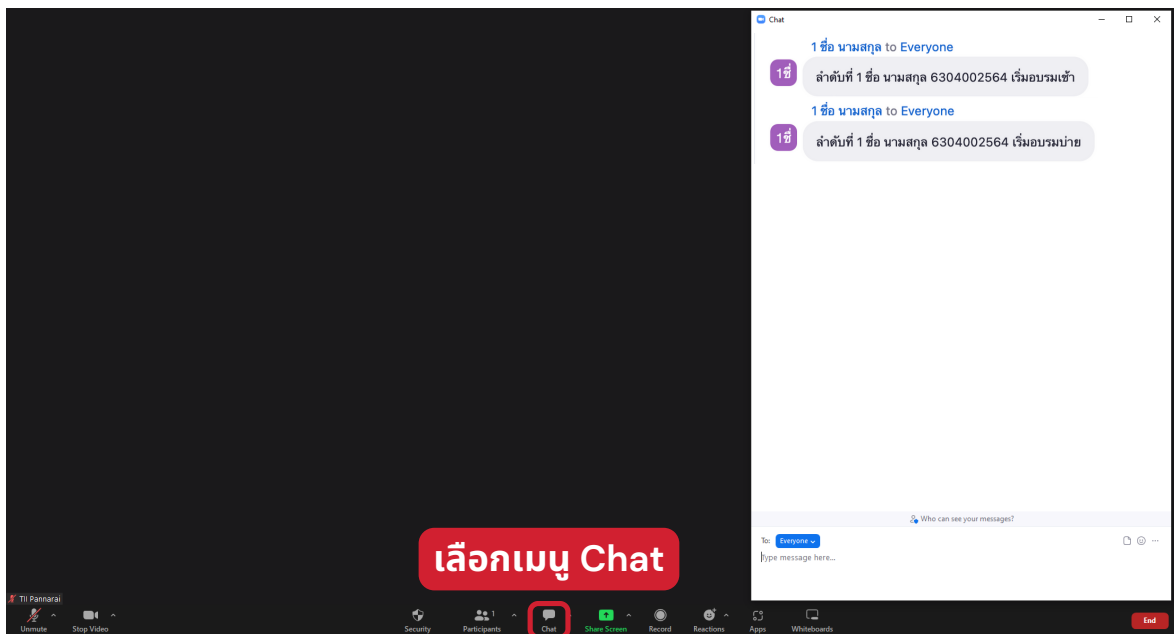 Chat
1 ชื่อ นามสกุล to Everyone
1ชื่
ลำดับที่ 1 ชื่อ นามสกุล 6304002564 เริ่มอบรมเช้า
1 ชื่อ นามสกุล to Everyone
1ชื่
ลำดับที่ 1 ชื่อ นามสกุล 6304002564 เริ่มอบรมบ่าย
Who can see your messages?
To: Everyone
Type message here...
เลือกเมนู Chat
TII Pannarai
Unmute Stop Video Security Participants 1 Chat Share Screen Record Reactions Apps Whiteboards End